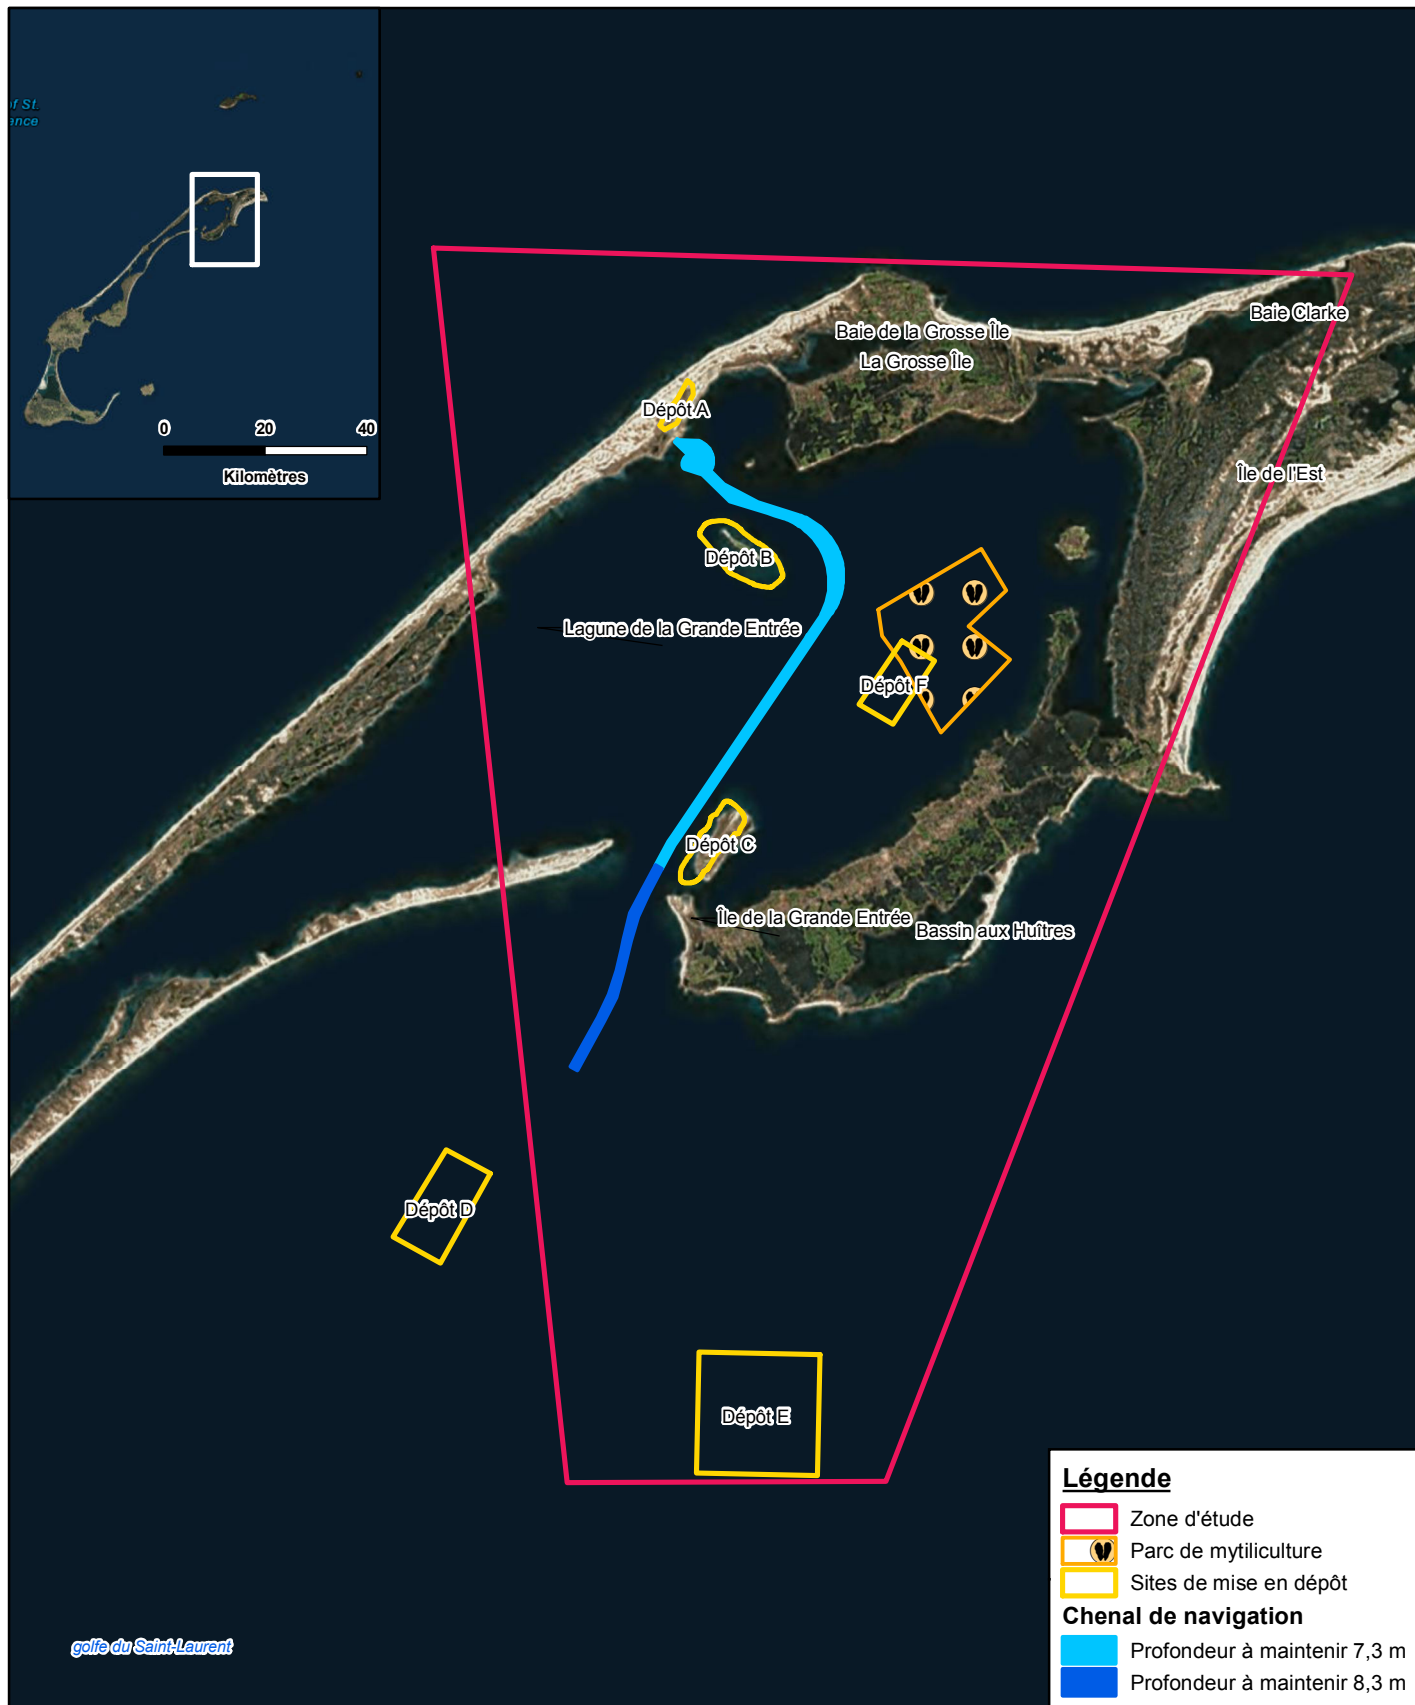 of St.
ence
0 20 40
Kilomètres
Baie Clarke
Baie de la Grosse Île
La Grosse Île
Dépôt A
Île de l'Est
Dépôt B
Lagune de la Grande Entrée
Dépôt F
Dépôt C
Île de la Grande Entrée
Bassin aux Huîtres
Dépôt D
Dépôt E
golfe du Saint-Laurent
Légende
Zone d'étude
Parc de mytiliculture
Sites de mise en dépôt
Chenal de navigation
Profondeur à maintenir 7,3 m
Profondeur à maintenir 8,3 m